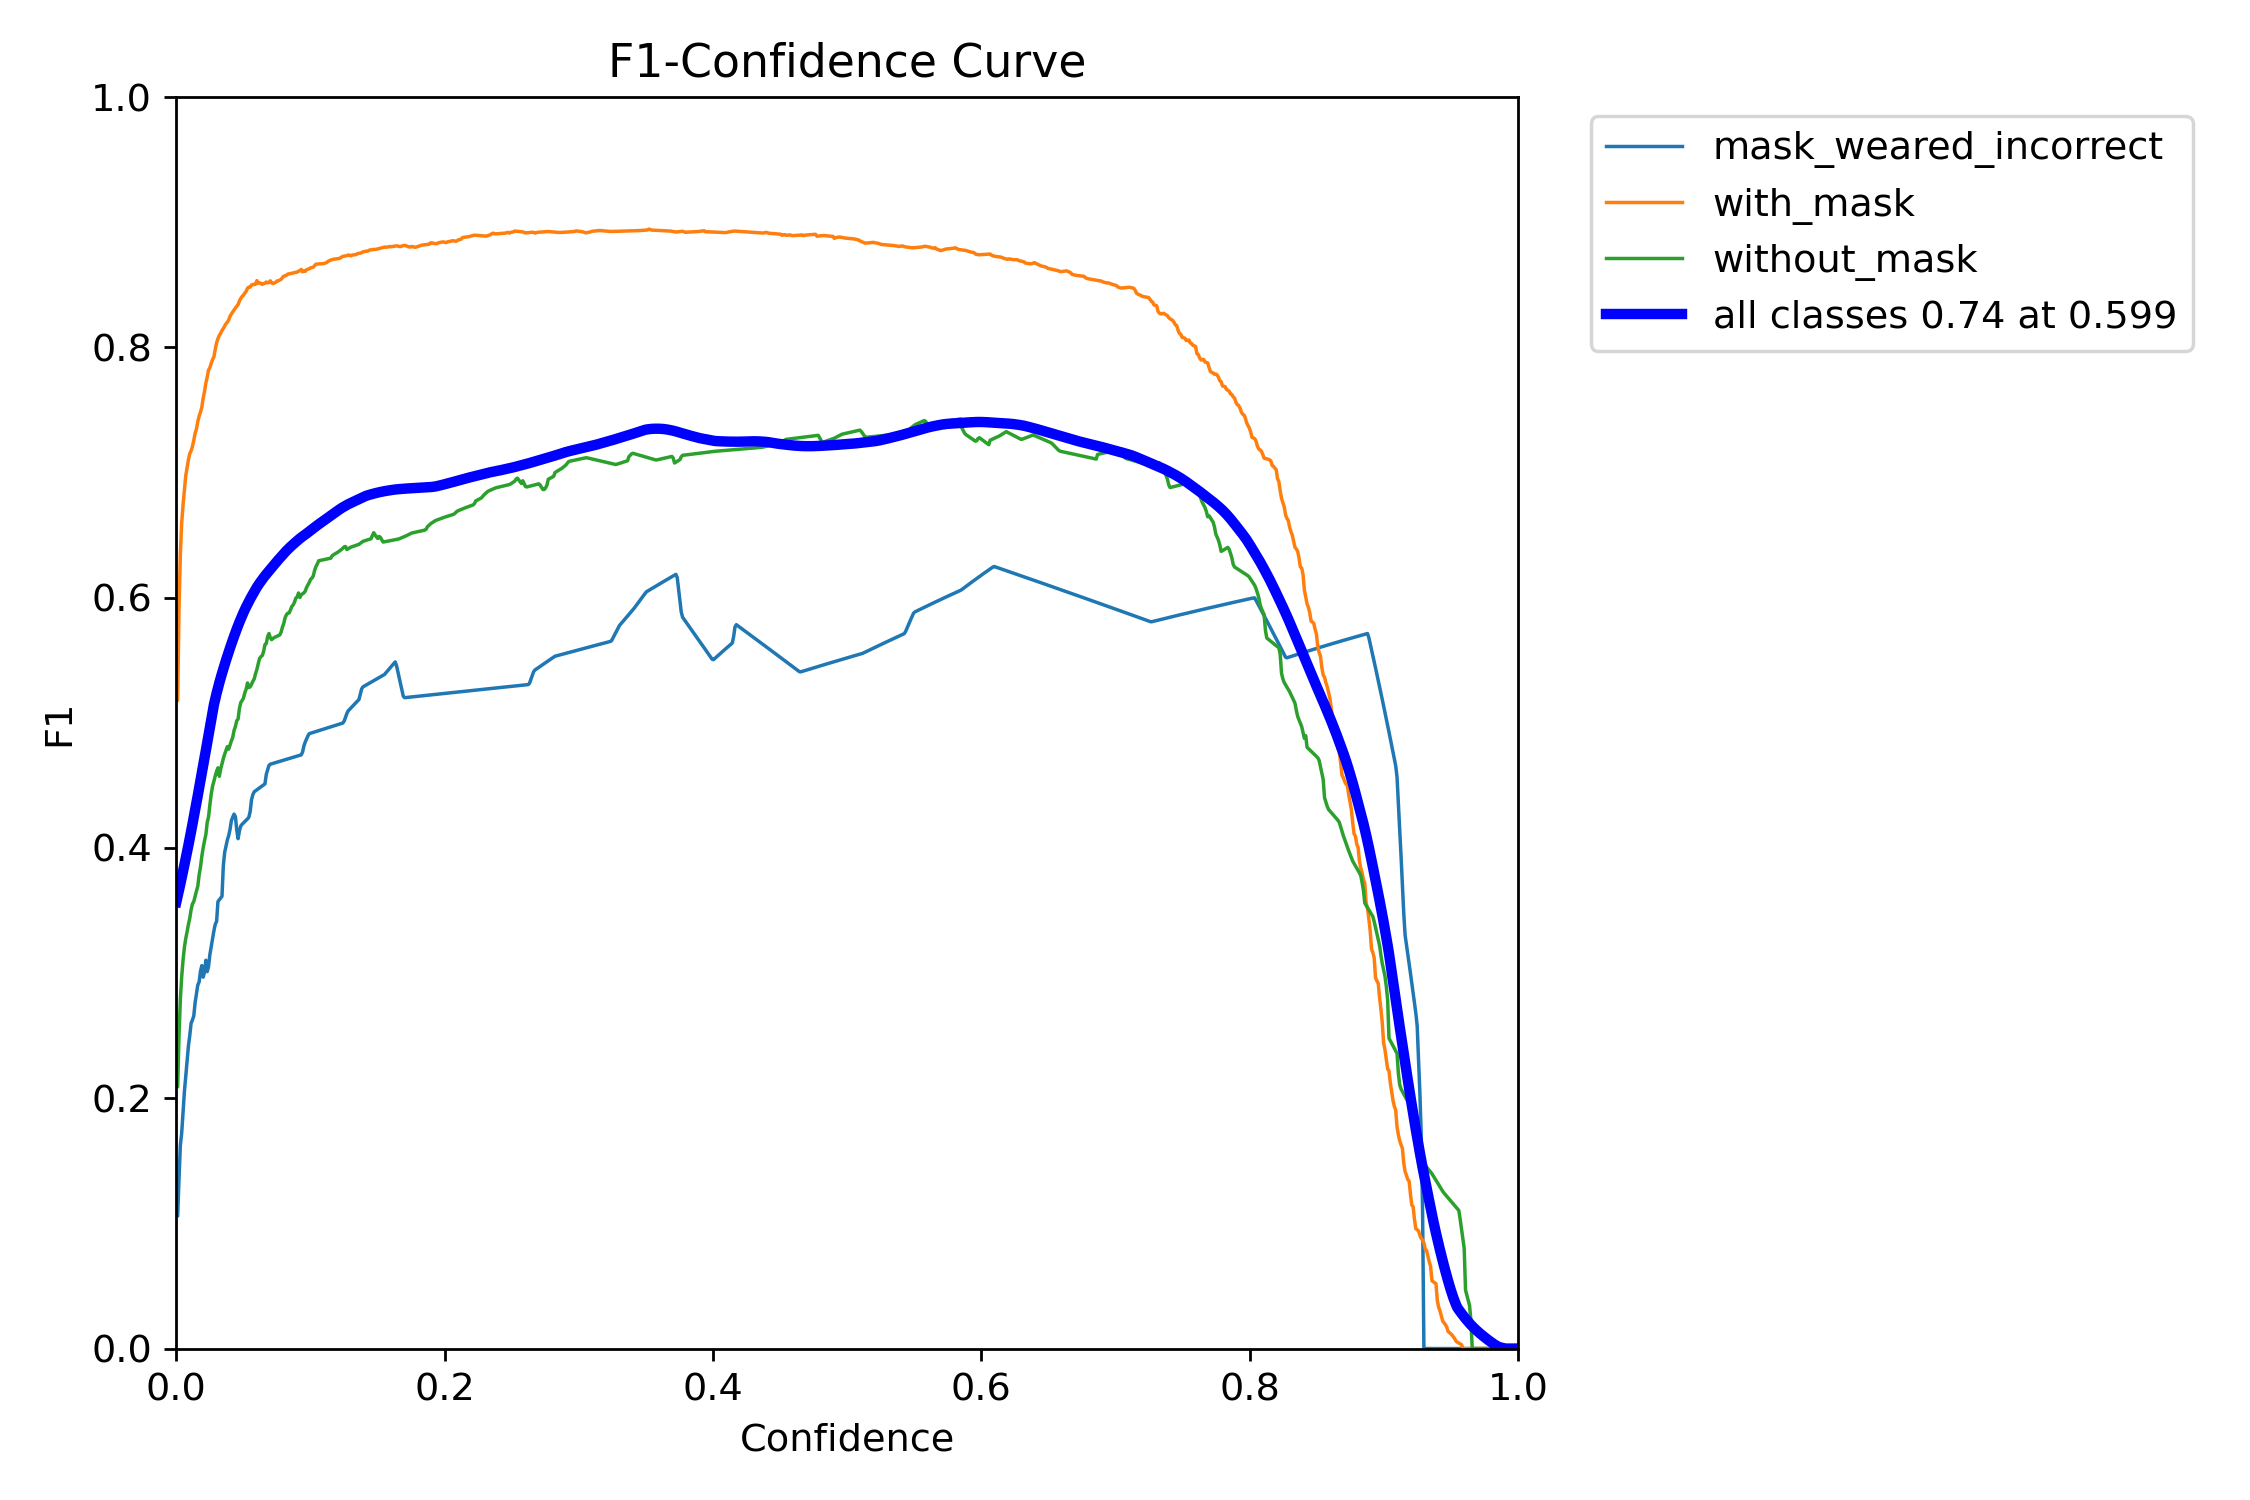 F1-Confidence Curve
1.0
0.8
0.6
0.4
0.2
0.0
F1
0.0 0.2 0.4 0.6 0.8 1.0
Confidence
mask_weared_incorrect
with_mask
without_mask
all classes 0.74 at 0.599